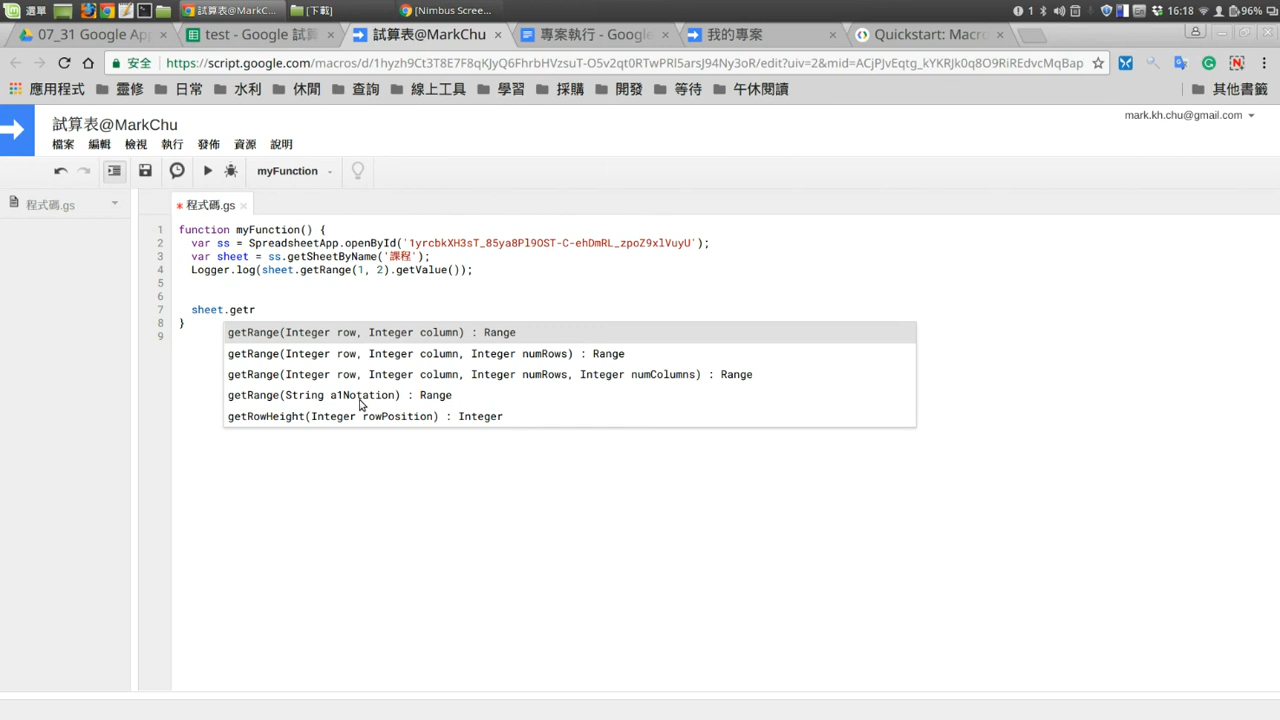 選單
試算表@MarkC...
[下載]
[Nimbus Scree...
1
En
16:18
96%
07_31 Google Ap
test - Google 試算
試算表@MarkChu
專案執行 - Google
我的專案
Quickstart: Macro
安全
https://script.google.com/macros/d/1hyzh9Ct3T8E7F8qKJyQ6FhrbHVzsuT-O5v2qt0RTwPRl5arsJ94Ny3oR/edit?uiv=2&mid=ACjPJvEqtg_kYKRJk0q8O9RiREdvcMqBap
應用程式 靈修 日常 水利 休閒 查詢 線上工具 學習 採購 開發 等待 午休閱讀 其他書籤
試算表@MarkChu
mark.kh.chu@gmail.com
檔案 編輯 檢視 執行 發佈 資源 說明
myFunction
程式碼.gs
* 程式碼.gs
1 function myFunction() {
2 var ss = SpreadsheetApp.openById('1yrcbkXH3sT_85ya8Pl9OST-C-ehDmRL_zpoZ9xlVuyU');
3 var sheet = ss.getSheetByName('課程');
4 Logger.log(sheet.getRange(1, 2).getValue());
5
6
7 sheet.getr
8 }
9
getRange(Integer row, Integer column) : Range
getRange(Integer row, Integer column, Integer numRows) : Range
getRange(Integer row, Integer column, Integer numRows, Integer numColumns) : Range
getRange(String a1Notation) : Range
getRowHeight(Integer rowPosition) : Integer